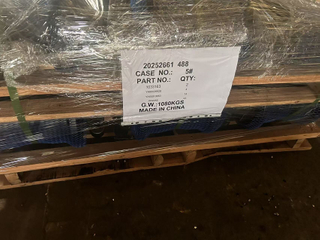 20252661 488
CASE NO.: 5#
PART NO.: QTY:
G.W.:1080KGS
MADE IN CHINA